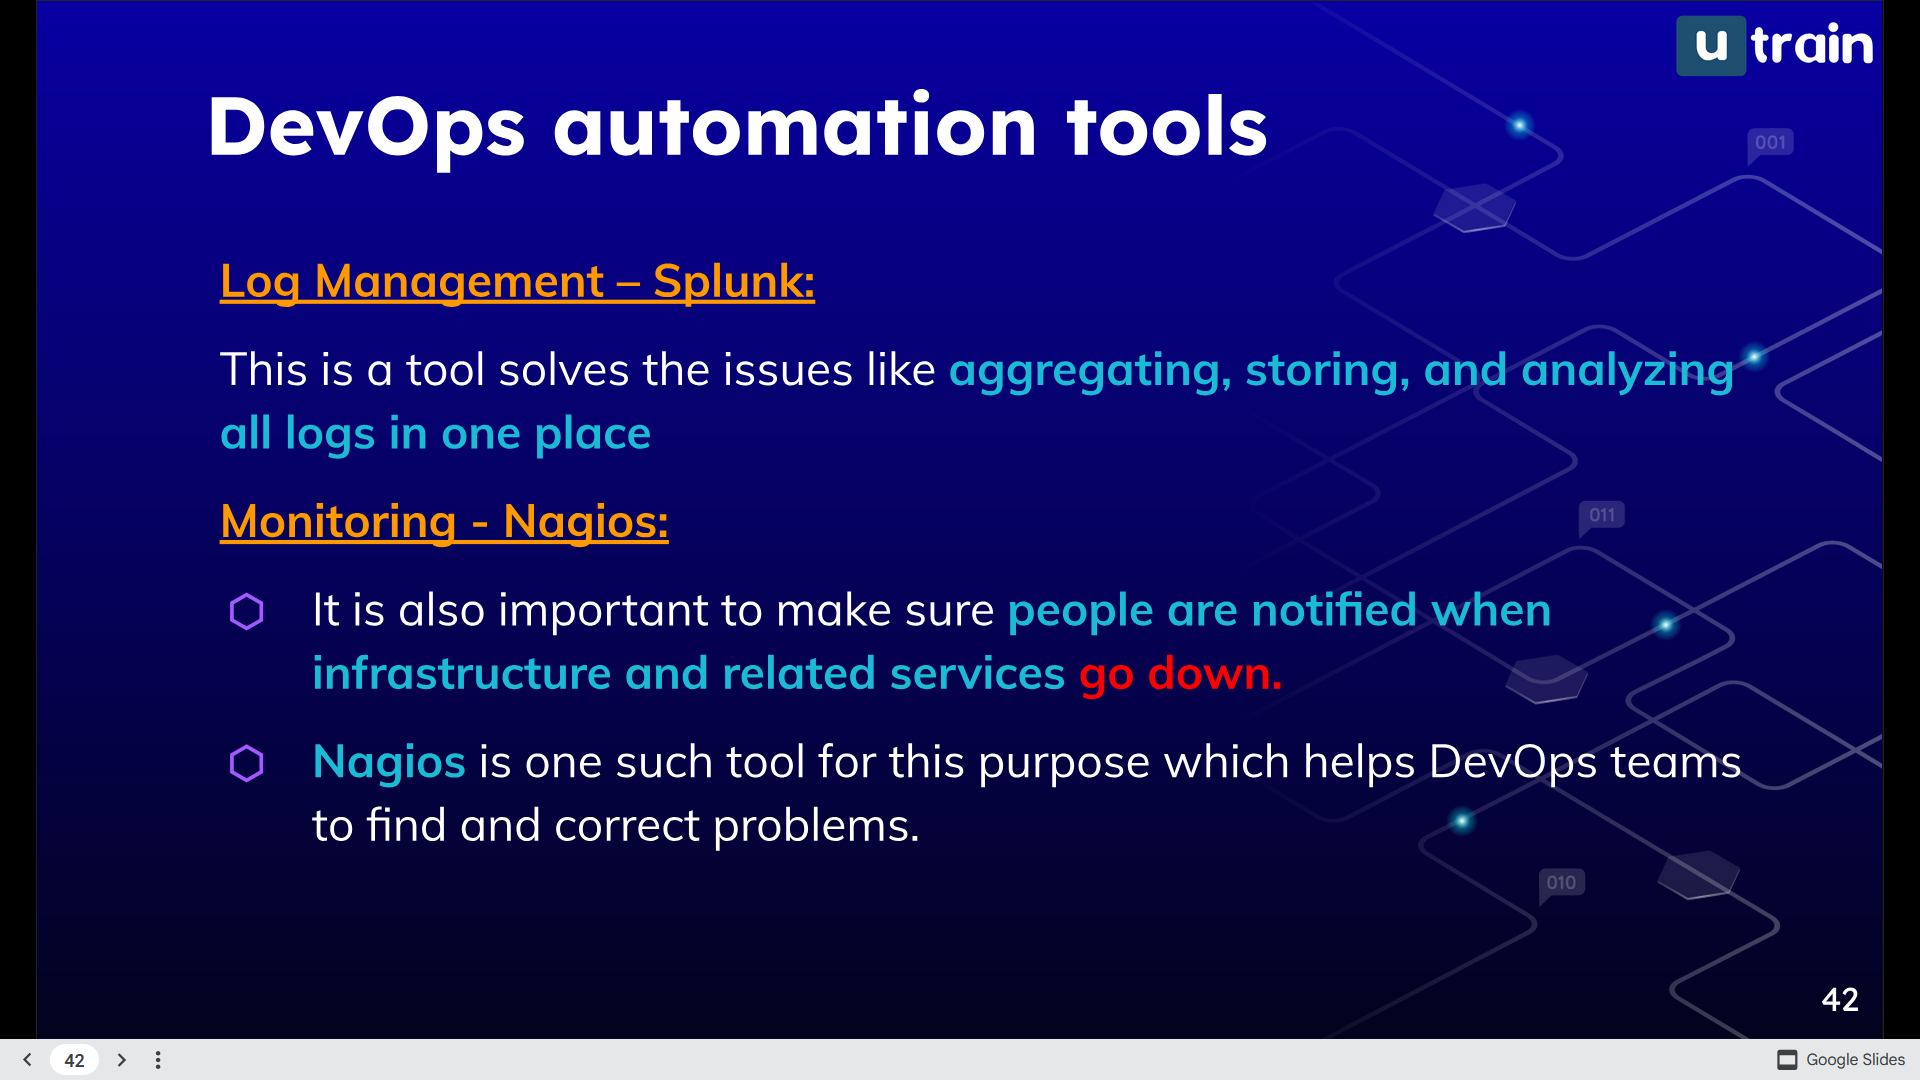 u train
DevOps automation tools
001
Log Management – Splunk:
This is a tool solves the issues like aggregating, storing, and analyzing
all logs in one place
Monitoring - Nagios:
011
It is also important to make sure people are notified when
infrastructure and related services go down.
Nagios is one such tool for this purpose which helps DevOps teams
to find and correct problems.
010
42
42
Google Slides